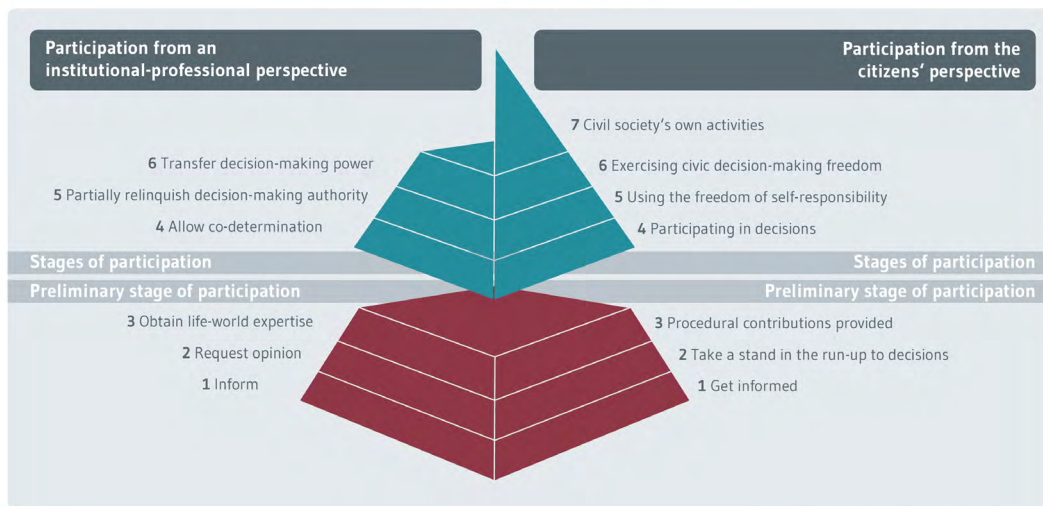 Participation from an
institutional-professional perspective
Participation from the
citizens‘ perspective
7 Civil society‘s own activities
6 Transfer decision-making power
6 Exercising civic decision-making freedom
5 Partially relinquish decision-making authority
5 Using the freedom of self-responsibility
4 Allow co-determination
4 Participating in decisions
Stages of participation
Stages of participation
Preliminary stage of participation
Preliminary stage of participation
3 Obtain life-world expertise
3 Procedural contributions provided
2 Request opinion
2 Take a stand in the run-up to decisions
1 Inform
1 Get informed